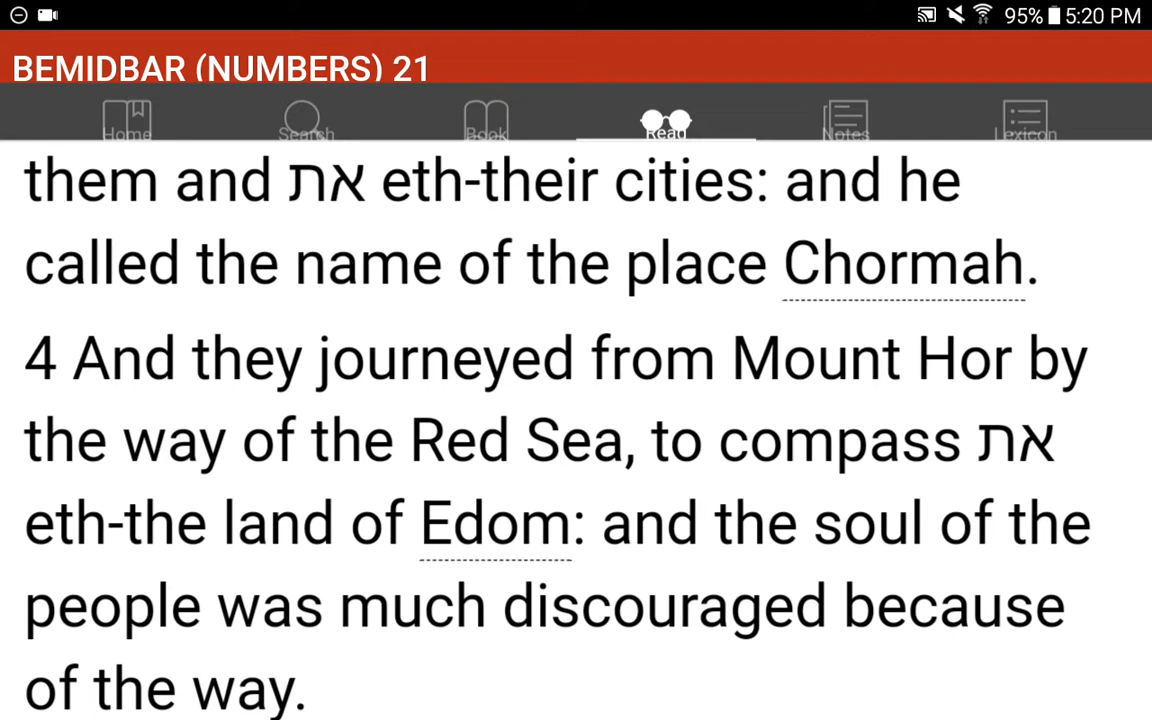 95% 5:20 PM
BEMIDBAR (NUMBERS) 21
Home Search Book Read Notes Lexicon
them and את eth-their cities: and he
called the name of the place Chormah.
4 And they journeyed from Mount Hor by
the way of the Red Sea, to compass את
eth-the land of Edom: and the soul of the
people was much discouraged because
of the way.